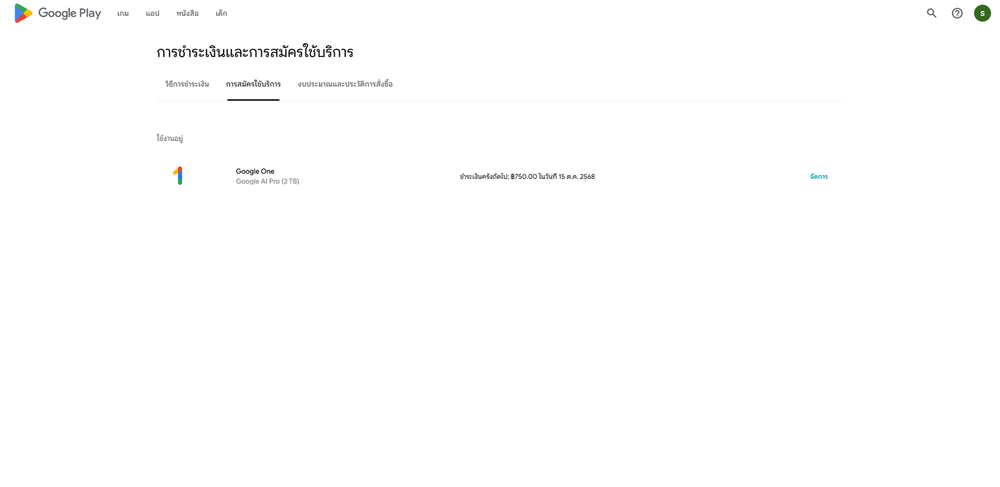 Google Play เกม แอป หนังสือ เด็ก S
การชำระเงินและการสมัครใช้บริการ
วิธีการชำระเงิน การสมัครใช้บริการ งบประมาณและประวัติการสั่งซื้อ
ใช้งานอยู่
Google One
Google AI Pro (2 TB)
ชำระเงินครั้งถัดไป: ฿750.00 ในวันที่ 15 ต.ค. 2568
จัดการ